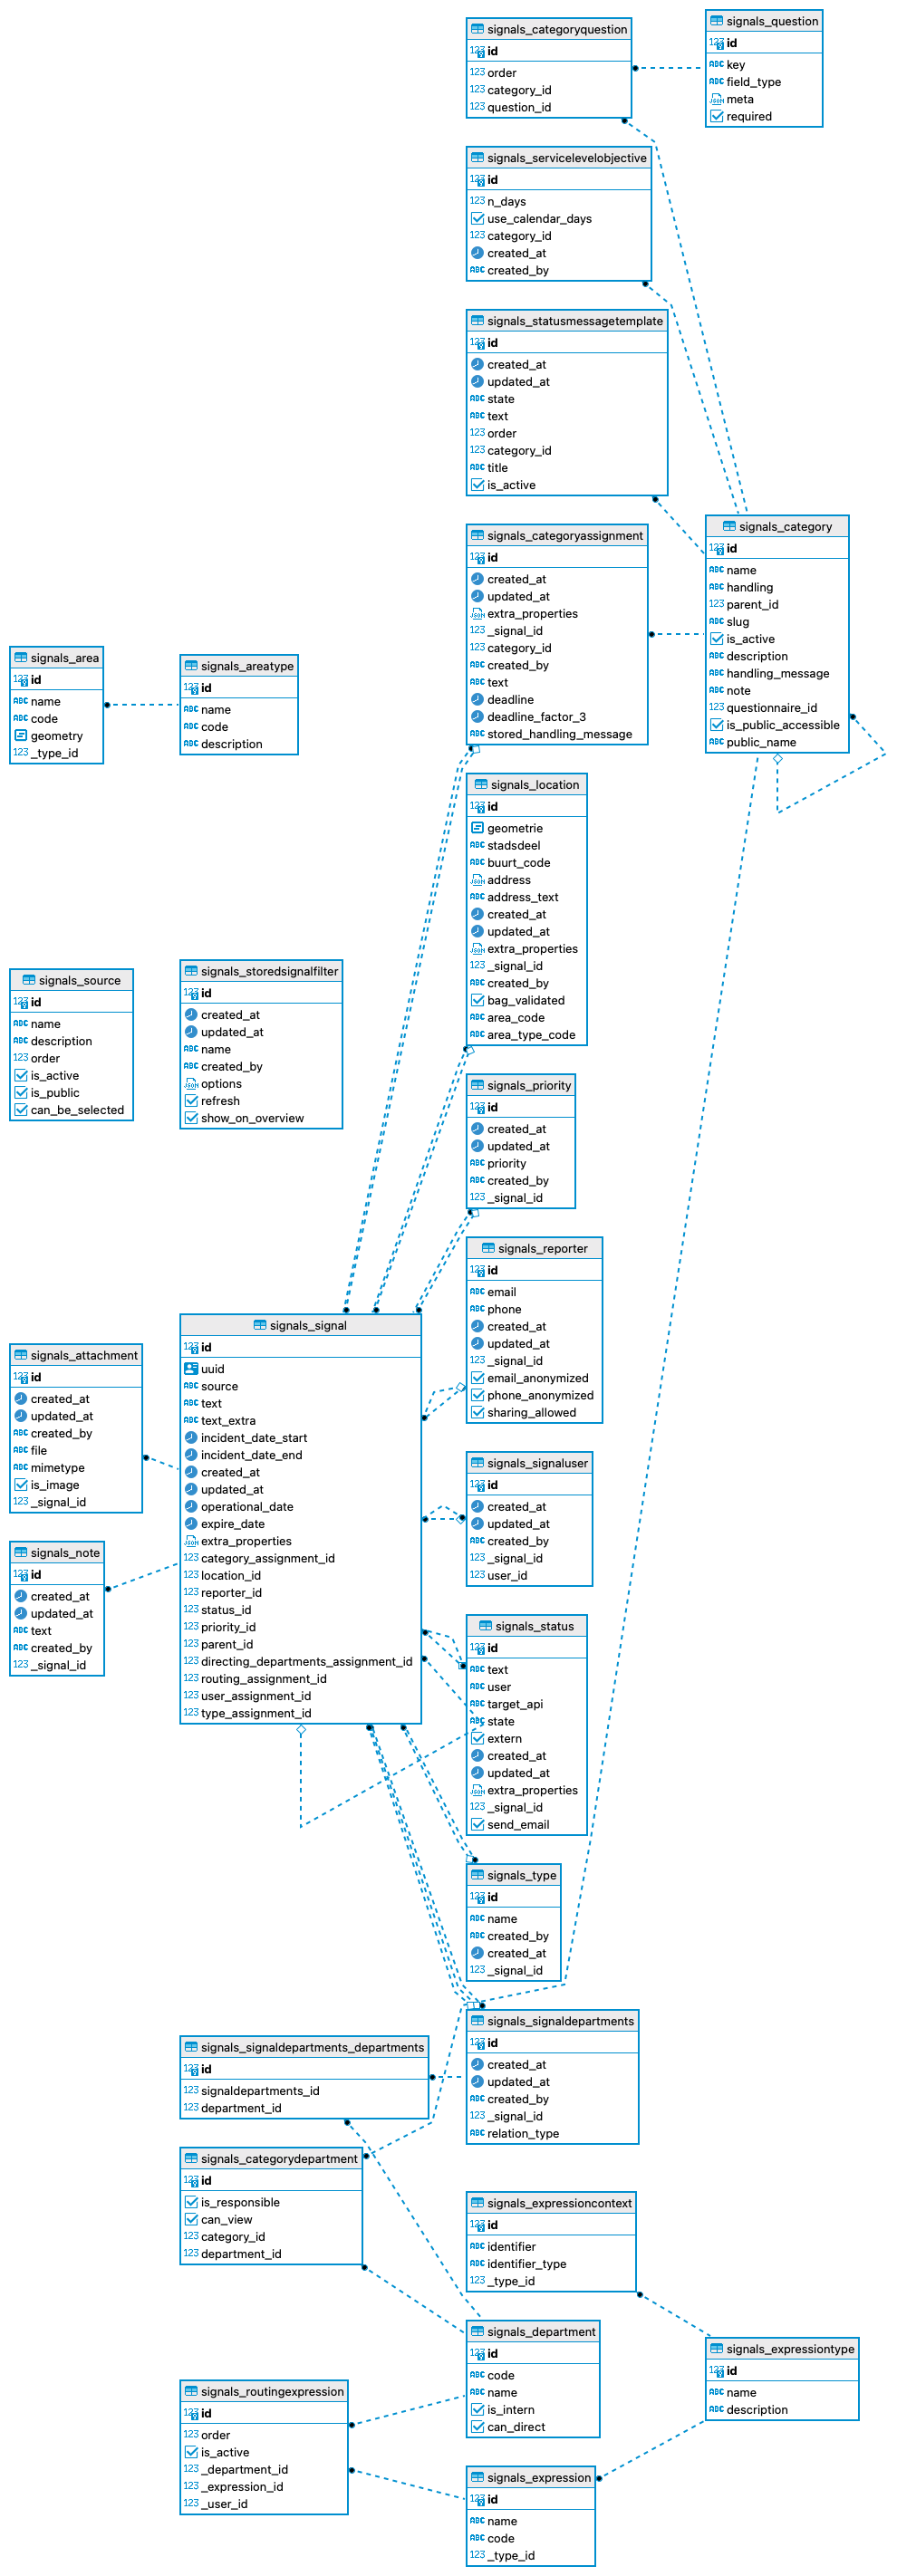 signals_categoryquestion
id
order
category_id
question_id
signals_question
id
key
field_type
meta
required
signals_servicelevelobjective
id
n_days
use_calendar_days
category_id
created_at
created_by
signals_statusmessagetemplate
id
created_at
updated_at
state
text
order
category_id
title
is_active
signals_categoryassignment
id
created_at
updated_at
extra_properties
_signal_id
category_id
created_by
text
deadline
deadline_factor_3
stored_handling_message
signals_category
id
name
handling
parent_id
slug
is_active
description
handling_message
note
questionnaire_id
is_public_accessible
public_name
signals_area
id
name
code
geometry
_type_id
signals_areatype
id
name
code
description
signals_location
id
geometrie
stadsdeel
buurt_code
address
address_text
created_at
updated_at
extra_properties
_signal_id
created_by
bag_validated
area_code
area_type_code
signals_source
id
name
description
order
is_active
is_public
can_be_selected
signals_storedsignalfilter
id
created_at
updated_at
name
created_by
options
refresh
show_on_overview
signals_priority
id
created_at
updated_at
priority
created_by
_signal_id
signals_reporter
id
email
phone
created_at
updated_at
_signal_id
email_anonymized
phone_anonymized
sharing_allowed
signals_signal
id
uuid
source
text
text_extra
incident_date_start
incident_date_end
created_at
updated_at
operational_date
expire_date
extra_properties
category_assignment_id
location_id
reporter_id
status_id
priority_id
parent_id
directing_departments_assignment_id
routing_assignment_id
user_assignment_id
type_assignment_id
signals_attachment
id
created_at
updated_at
created_by
file
mimetype
is_image
_signal_id
signals_note
id
created_at
updated_at
text
created_by
_signal_id
signals_signaluser
id
created_at
updated_at
created_by
_signal_id
user_id
signals_status
id
text
user
target_api
state
extern
created_at
updated_at
extra_properties
_signal_id
send_email
signals_type
id
name
created_by
created_at
_signal_id
signals_signaldepartments
id
created_at
updated_at
created_by
_signal_id
relation_type
signals_signaldepartments_departments
id
signaldepartments_id
department_id
signals_categorydepartment
id
is_responsible
can_view
category_id
department_id
signals_expressioncontext
id
identifier
identifier_type
_type_id
signals_department
id
code
name
is_intern
can_direct
signals_expressiontype
id
name
description
signals_routingexpression
id
order
is_active
_department_id
_expression_id
_user_id
signals_expression
id
name
code
_type_id